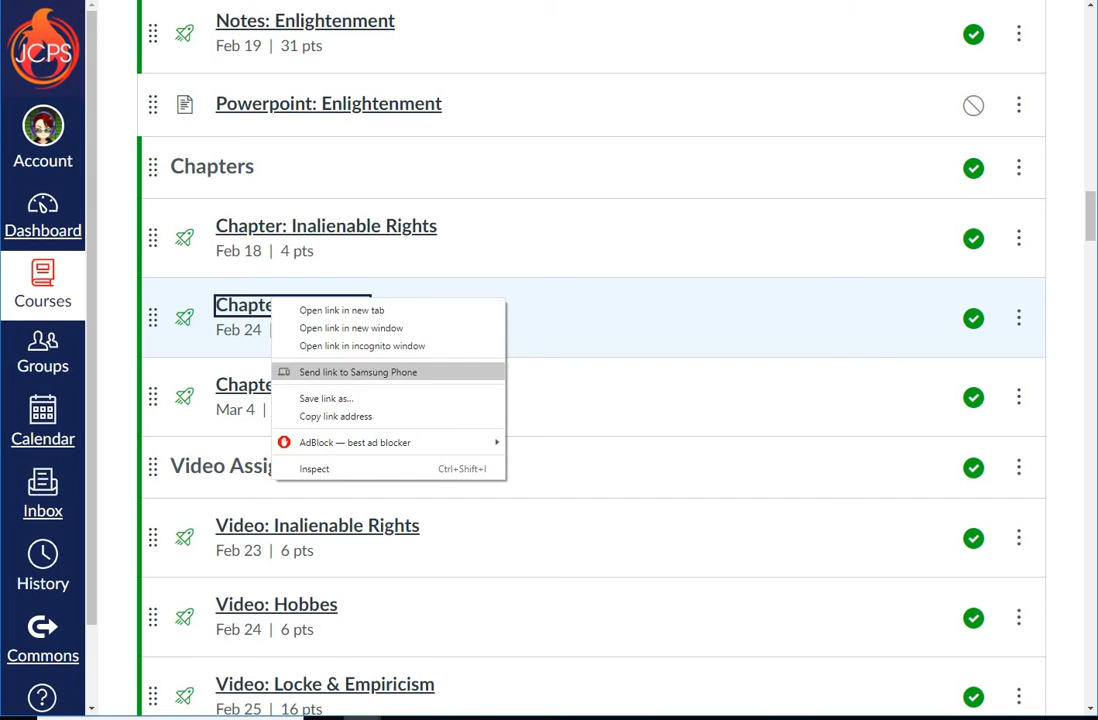 Notes: Enlightenment
Feb 19 | 31 pts
Powerpoint: Enlightenment
Chapters
Chapter: Inalienable Rights
Feb 18 | 4 pts
Feb 24 |
Mar 4 |
Video
Video: Inalienable Rights
Feb 23 | 6 pts
Video: Hobbes
Feb 24 | 6 pts
Video: Locke & Empiricism
Feb 25 | 16 pts
Open link in new tab
Open link in new window
Open link in incognito window
Send link to Samsung Phone
Save link as...
Copy link address
AdBlock — best ad blocker
Inspect Ctrl+Shift+I
JCPS
Account
Dashboard
Courses
Groups
Calendar
Inbox
History
Commons
?